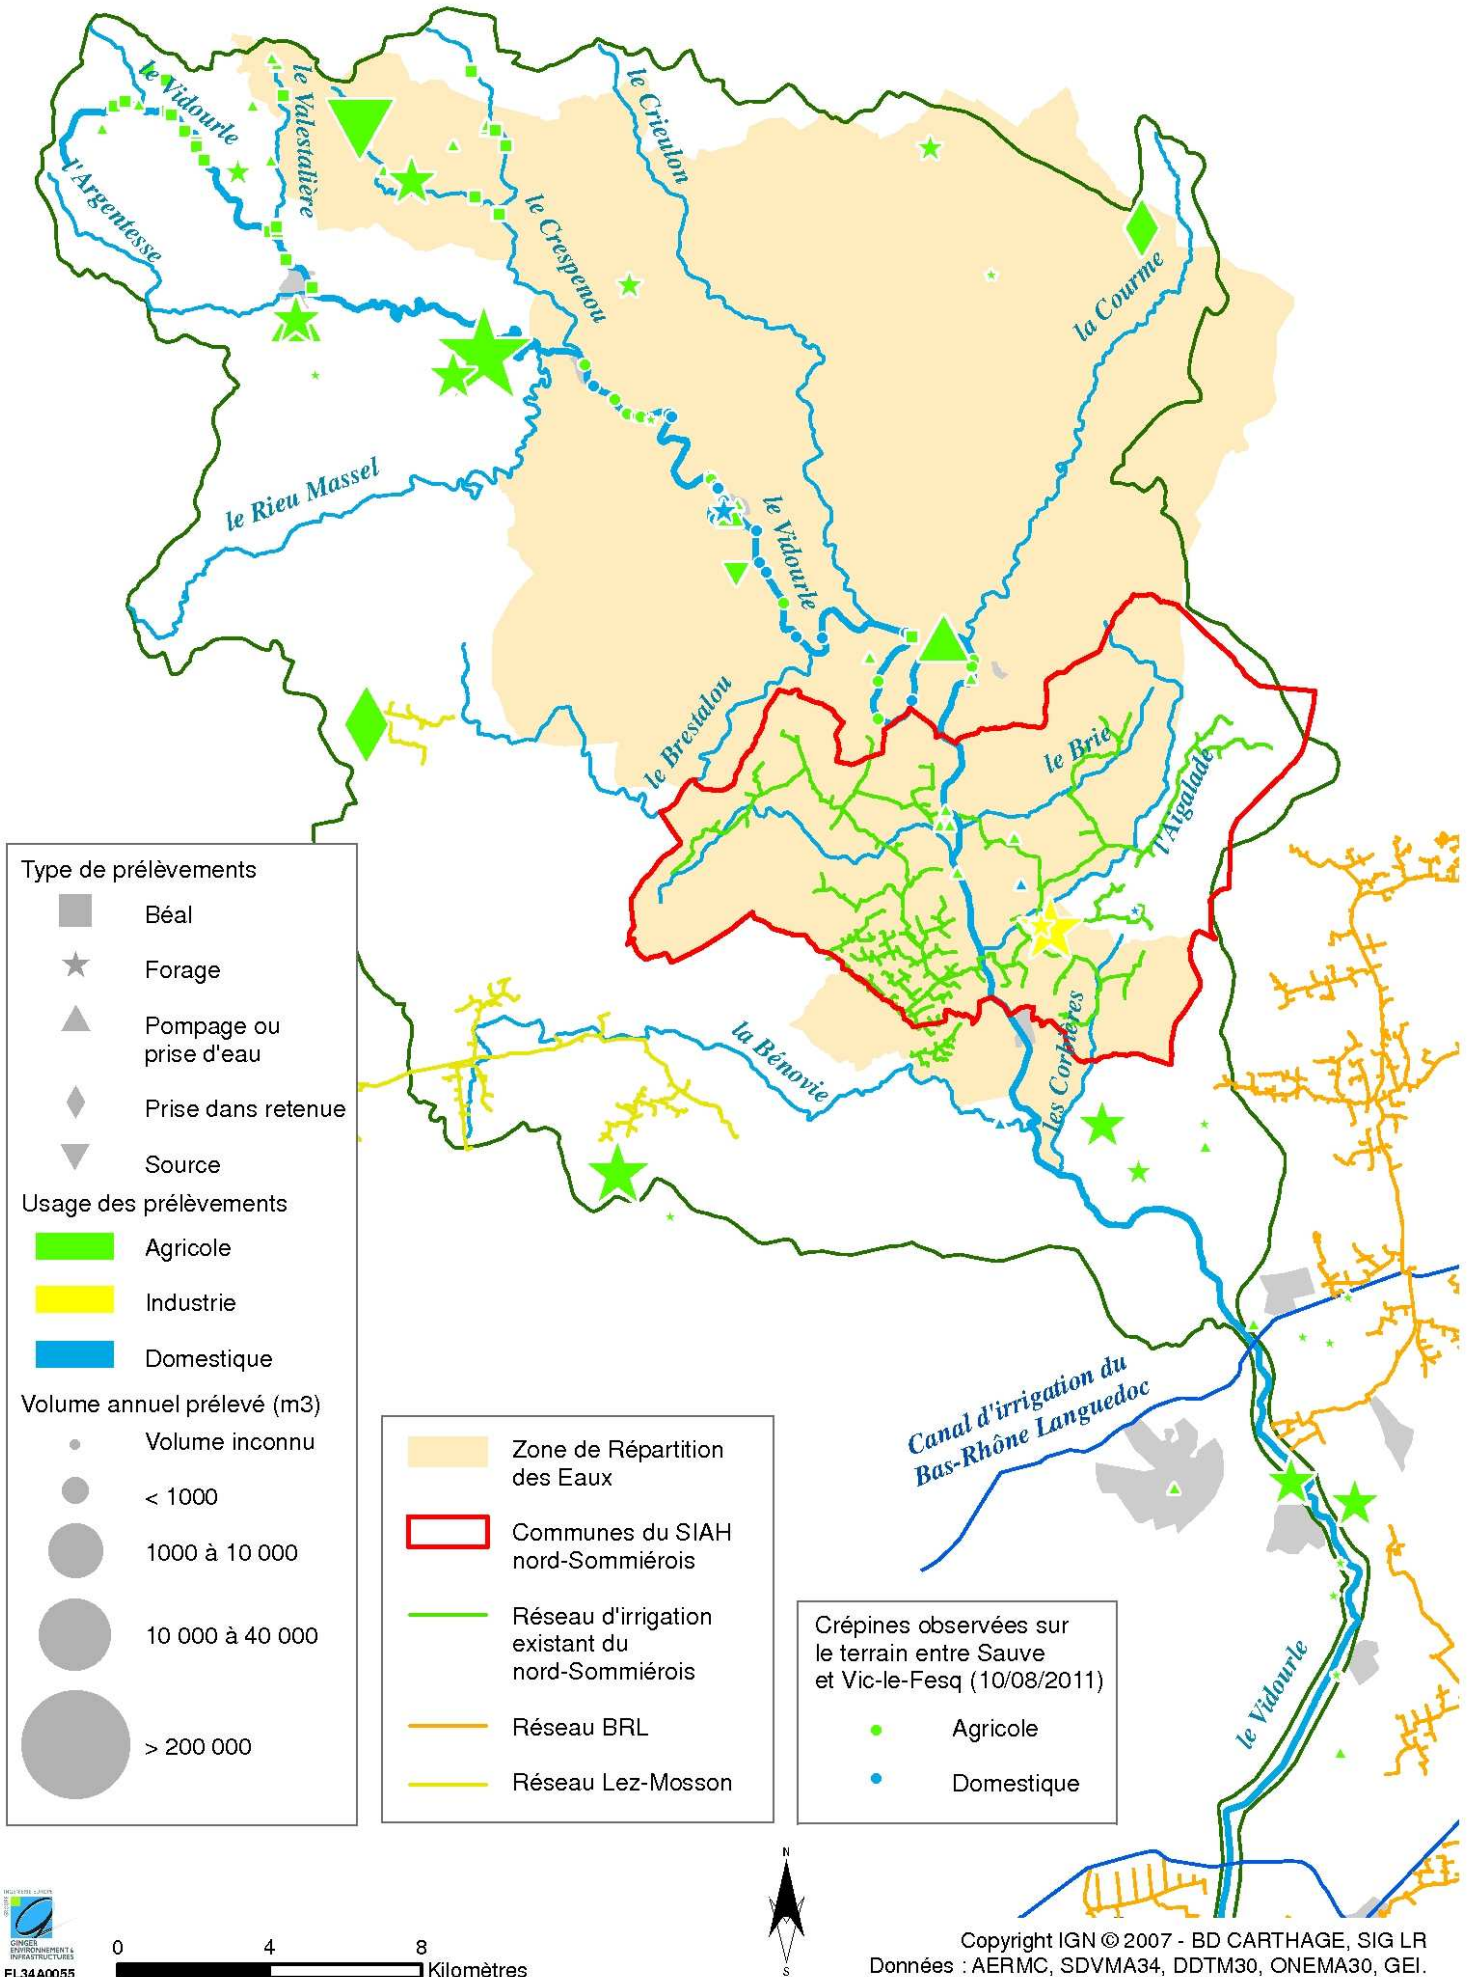 le Vidourle
le Valestalière
l'Argentesse
le Crieulon
le Crespenou
la Courme
le Rieu Massel
le Vidourle
le Brestalou
le Brie
l'Aigalade
les Corbières
la Bénovie
Canal d'irrigation du
Bas-Rhône Languedoc
le Vidourle
Type de prélèvements
Béal
Forage
Pompage ou
prise d'eau
Prise dans retenue
Source
Usage des prélèvements
Agricole
Industrie
Domestique
Volume annuel prélevé (m3)
Volume inconnu
< 1000
1000 à 10 000
10 000 à 40 000
> 200 000
Zone de Répartition
des Eaux
Communes du SIAH
nord-Sommiérois
Réseau d'irrigation
existant du
nord-Sommiérois
Réseau BRL
Réseau Lez-Mosson
Crépines observées sur
le terrain entre Sauve
et Vic-le-Fesq (10/08/2011)
Agricole
Domestique
GINGER
ENVIRONNEMENT &
INFRASTRUCTURES
EL34A0055
0 4 8
Kilomètres
N
S
Copyright IGN © 2007 - BD CARTHAGE, SIG LR
Données : AERMC, SDVMA34, DDTM30, ONEMA30, GEI.